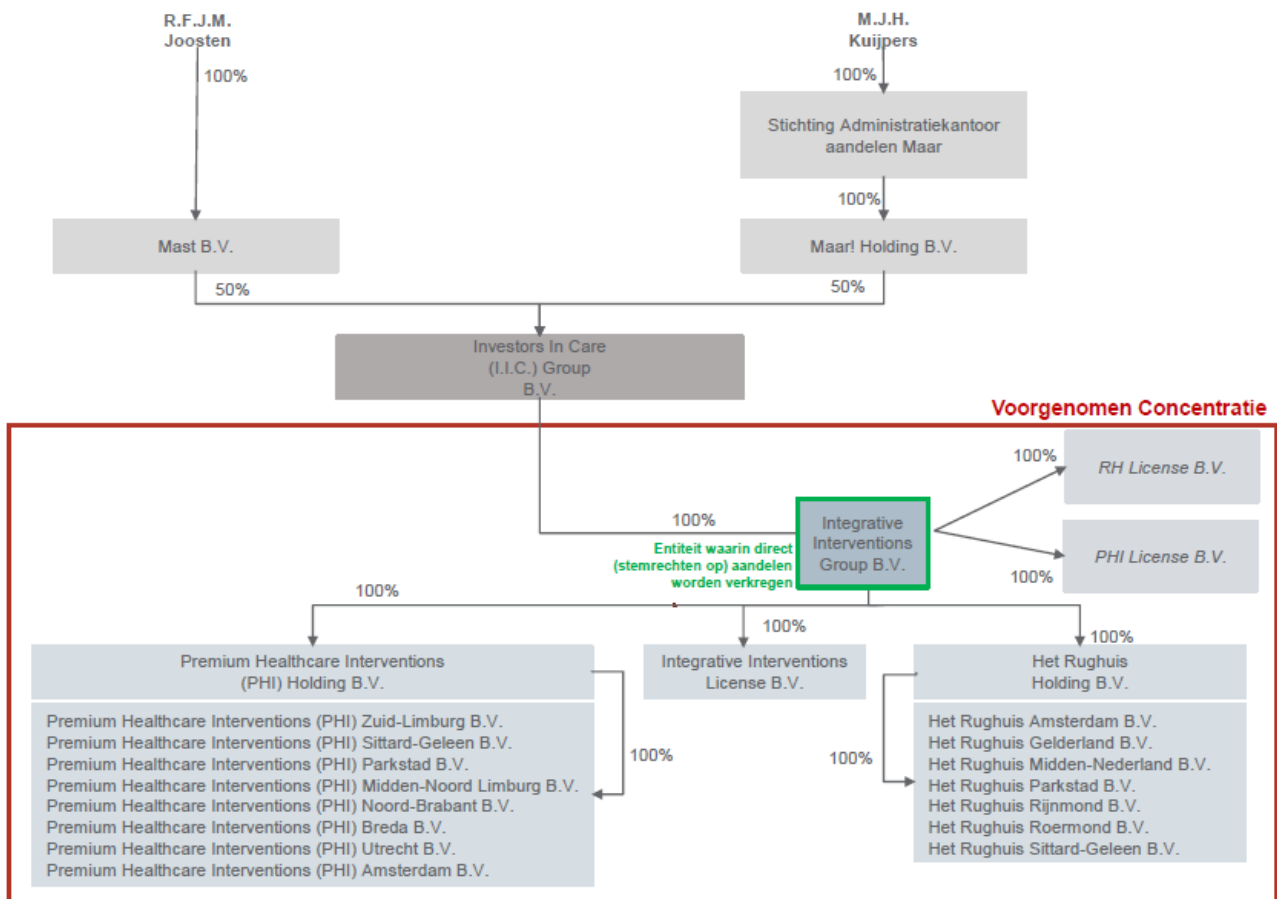 R.F.J.M.
Joosten
M.J.H.
Kuijpers
100%
100%
Stichting Administratiekantoor
aandelen Maar
100%
Mast B.V.
Maar! Holding B.V.
50%
50%
Investors In Care
(I.I.C.) Group
B.V.
Voorgenomen Concentratie
100%
RH License B.V.
100%
Integrative
Interventions
Group B.V.
Entiteit waarin direct
(stemrechten op) aandelen
worden verkregen
PHI License B.V.
100%
100%
100%
100%
Premium Healthcare Interventions
(PHI) Holding B.V.
Integrative Interventions
License B.V.
Het Rughuis
Holding B.V.
Premium Healthcare Interventions (PHI) Zuid-Limburg B.V.
Premium Healthcare Interventions (PHI) Sittard-Geleen B.V.
Premium Healthcare Interventions (PHI) Parkstad B.V.
Premium Healthcare Interventions (PHI) Midden-Noord Limburg B.V.
Premium Healthcare Interventions (PHI) Noord-Brabant B.V.
Premium Healthcare Interventions (PHI) Breda B.V.
Premium Healthcare Interventions (PHI) Utrecht B.V.
Premium Healthcare Interventions (PHI) Amsterdam B.V.
100%
100%
Het Rughuis Amsterdam B.V.
Het Rughuis Gelderland B.V.
Het Rughuis Midden-Nederland B.V.
Het Rughuis Parkstad B.V.
Het Rughuis Rijnmond B.V.
Het Rughuis Roermond B.V.
Het Rughuis Sittard-Geleen B.V.